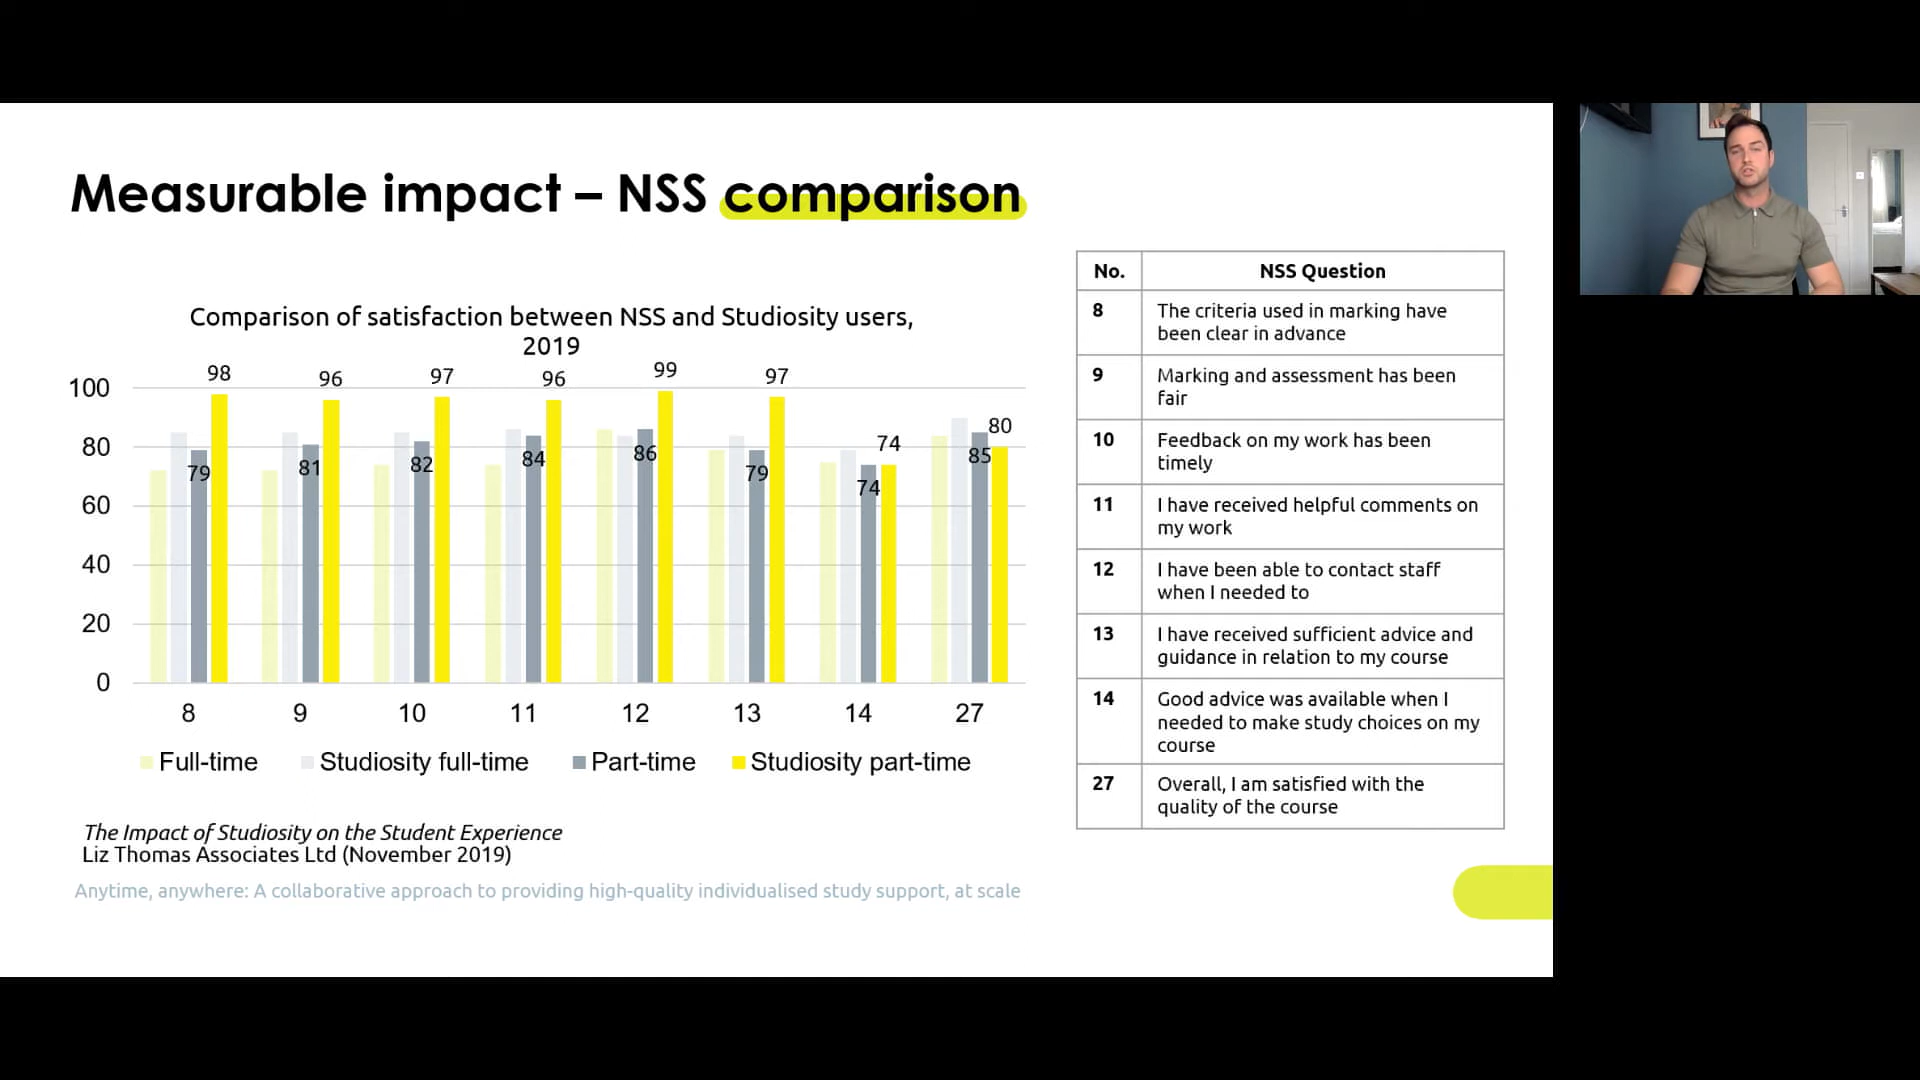 Measurable impact – NSS comparison
Comparison of satisfaction between NSS and Studiosity users,
2019
100
80
60
40
20
0
98
79
96
81
97
82
96
84
99
86
97
79
74
74
80
85
8
9
10
11
12
13
14
27
Full-time
Studiosity full-time
Part-time
Studiosity part-time
The Impact of Studiosity on the Student Experience
Liz Thomas Associates Ltd (November 2019)
Anytime, anywhere: A collaborative approach to providing high-quality individualised study support, at scale
No. NSS Question
8 The criteria used in marking have
been clear in advance
9 Marking and assessment has been
fair
10 Feedback on my work has been
timely
11 I have received helpful comments on
my work
12 I have been able to contact staff
when I needed to
13 I have received sufficient advice and
guidance in relation to my course
14 Good advice was available when I
needed to make study choices on my
course
27 Overall, I am satisfied with the
quality of the course